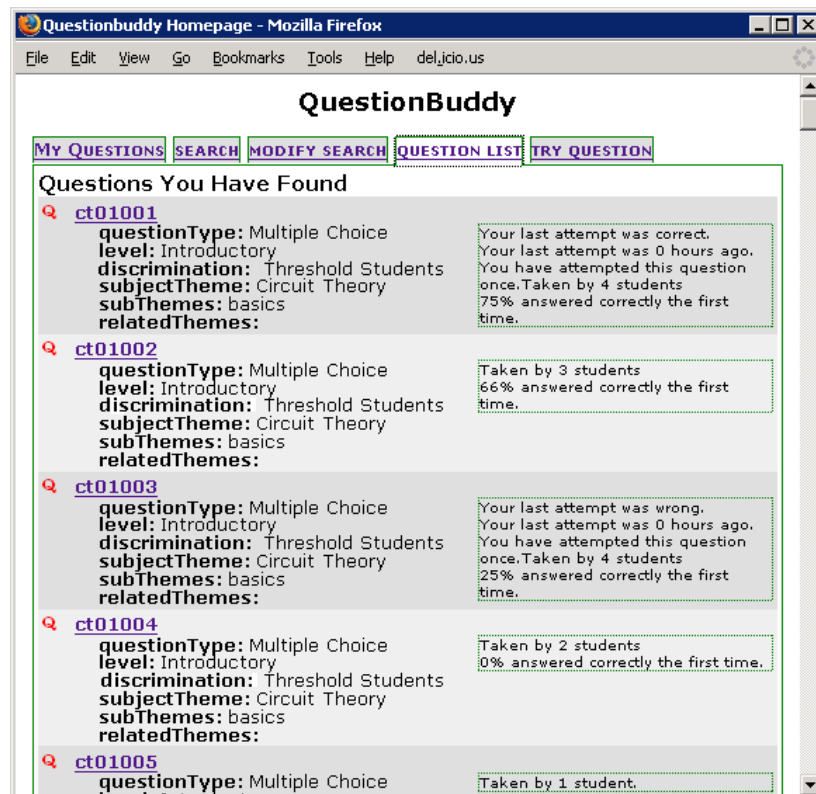 Questionbuddy Homepage - Mozilla Firefox
File Edit View Go Bookmarks Tools Help del.icio.us
QuestionBuddy
MY QUESTIONS SEARCH MODIFY SEARCH QUESTION LIST TRY QUESTION
Questions You Have Found
Q ct01001
questionType: Multiple Choice
level: Introductory
discrimination: Threshold Students
subjectTheme: Circuit Theory
subThemes: basics
relatedThemes:
Your last attempt was correct.
Your last attempt was 0 hours ago.
You have attempted this question
once.Taken by 4 students
75% answered correctly the first
time.
Q ct01002
questionType: Multiple Choice
level: Introductory
discrimination: Threshold Students
subjectTheme: Circuit Theory
subThemes: basics
relatedThemes:
Taken by 3 students
66% answered correctly the first
time.
Q ct01003
questionType: Multiple Choice
level: Introductory
discrimination: Threshold Students
subjectTheme: Circuit Theory
subThemes: basics
relatedThemes:
Your last attempt was wrong.
Your last attempt was 0 hours ago.
You have attempted this question
once.Taken by 4 students
25% answered correctly the first
time.
Q ct01004
questionType: Multiple Choice
level: Introductory
discrimination: Threshold Students
subjectTheme: Circuit Theory
subThemes: basics
relatedThemes:
Taken by 2 students
0% answered correctly the first time.
Q ct01005
questionType: Multiple Choice
Taken by 1 student.